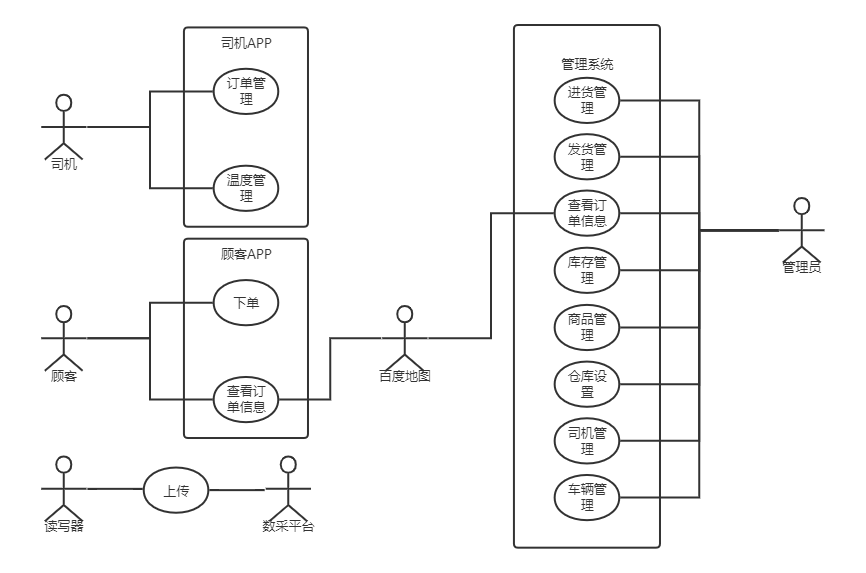 司机APP
订单管
理
温度管
理
司机
顾客APP
下单
查看订
单信息
顾客
百度地图
读写器
上传
数采平台
管理系统
进货管
理
发货管
理
查看订
单信息
库存管
理
商品管
理
仓库设
置
司机管
理
车辆管
理
管理员